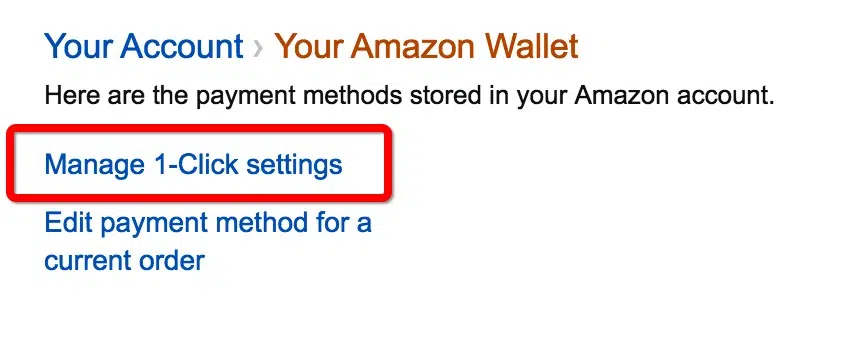 Your Account › Your Amazon Wallet
Here are the payment methods stored in your Amazon account.
Manage 1-Click settings
Edit payment method for a
current order